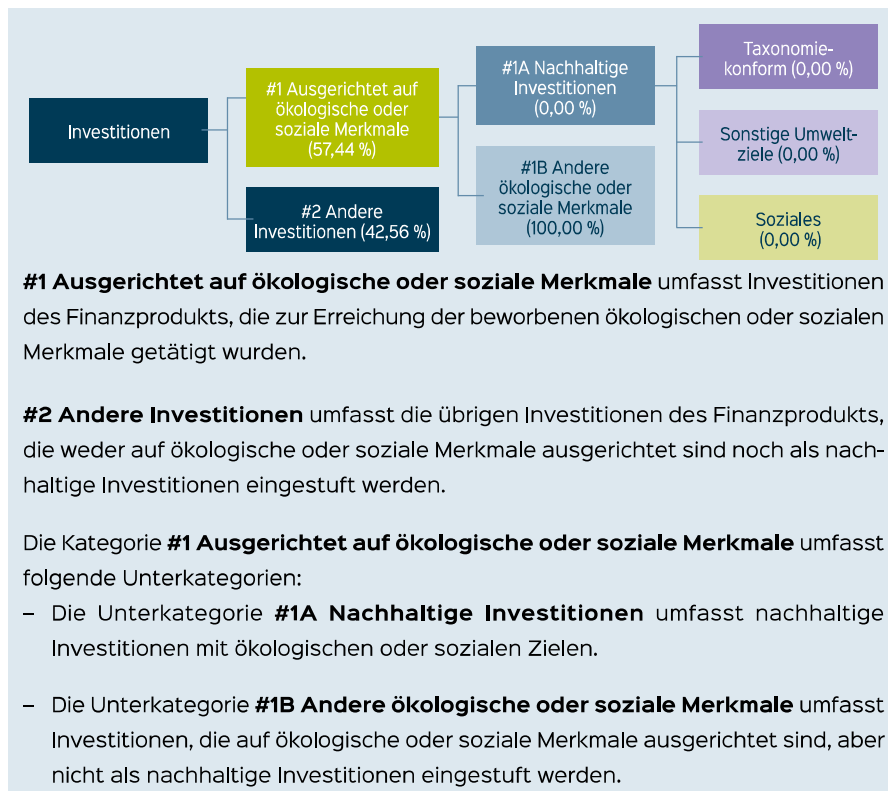 Investitionen
#1 Ausgerichtet auf
ökologische oder
soziale Merkmale
(57,44 %)
#2 Andere
Investitionen (42,56 %)
#1A Nachhaltige
Investitionen
(0,00 %)
#1B Andere
ökologische oder
soziale Merkmale
(100,00 %)
Taxonomie-
konform (0,00 %)
Sonstige Umwelt-
ziele (0,00 %)
Soziales
(0,00 %)
#1 Ausgerichtet auf ökologische oder soziale Merkmale umfasst Investitionen
des Finanzprodukts, die zur Erreichung der beworbenen ökologischen oder sozialen
Merkmale getätigt wurden.
#2 Andere Investitionen umfasst die übrigen Investitionen des Finanzprodukts,
die weder auf ökologische oder soziale Merkmale ausgerichtet sind noch als nach-
haltige Investitionen eingestuft werden.
Die Kategorie #1 Ausgerichtet auf ökologische oder soziale Merkmale umfasst
folgende Unterkategorien:
– Die Unterkategorie #1A Nachhaltige Investitionen umfasst nachhaltige
Investitionen mit ökologischen oder sozialen Zielen.
– Die Unterkategorie #1B Andere ökologische oder soziale Merkmale umfasst
Investitionen, die auf ökologische oder soziale Merkmale ausgerichtet sind, aber
nicht als nachhaltige Investitionen eingestuft werden.